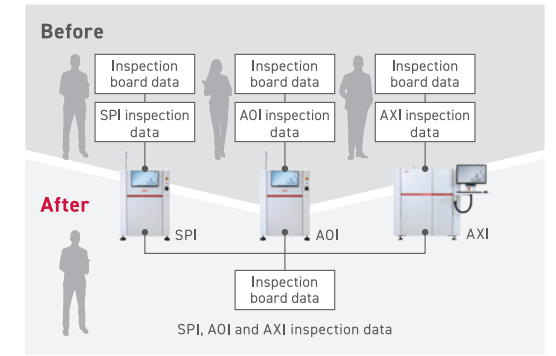 Before
Inspection
board data
Inspection
board data
Inspection
board data
SPI inspection
data
AOI inspection
data
AXI inspection
data
After
SPI
AOI
AXI
Inspection
board data
SPI, AOI and AXI inspection data